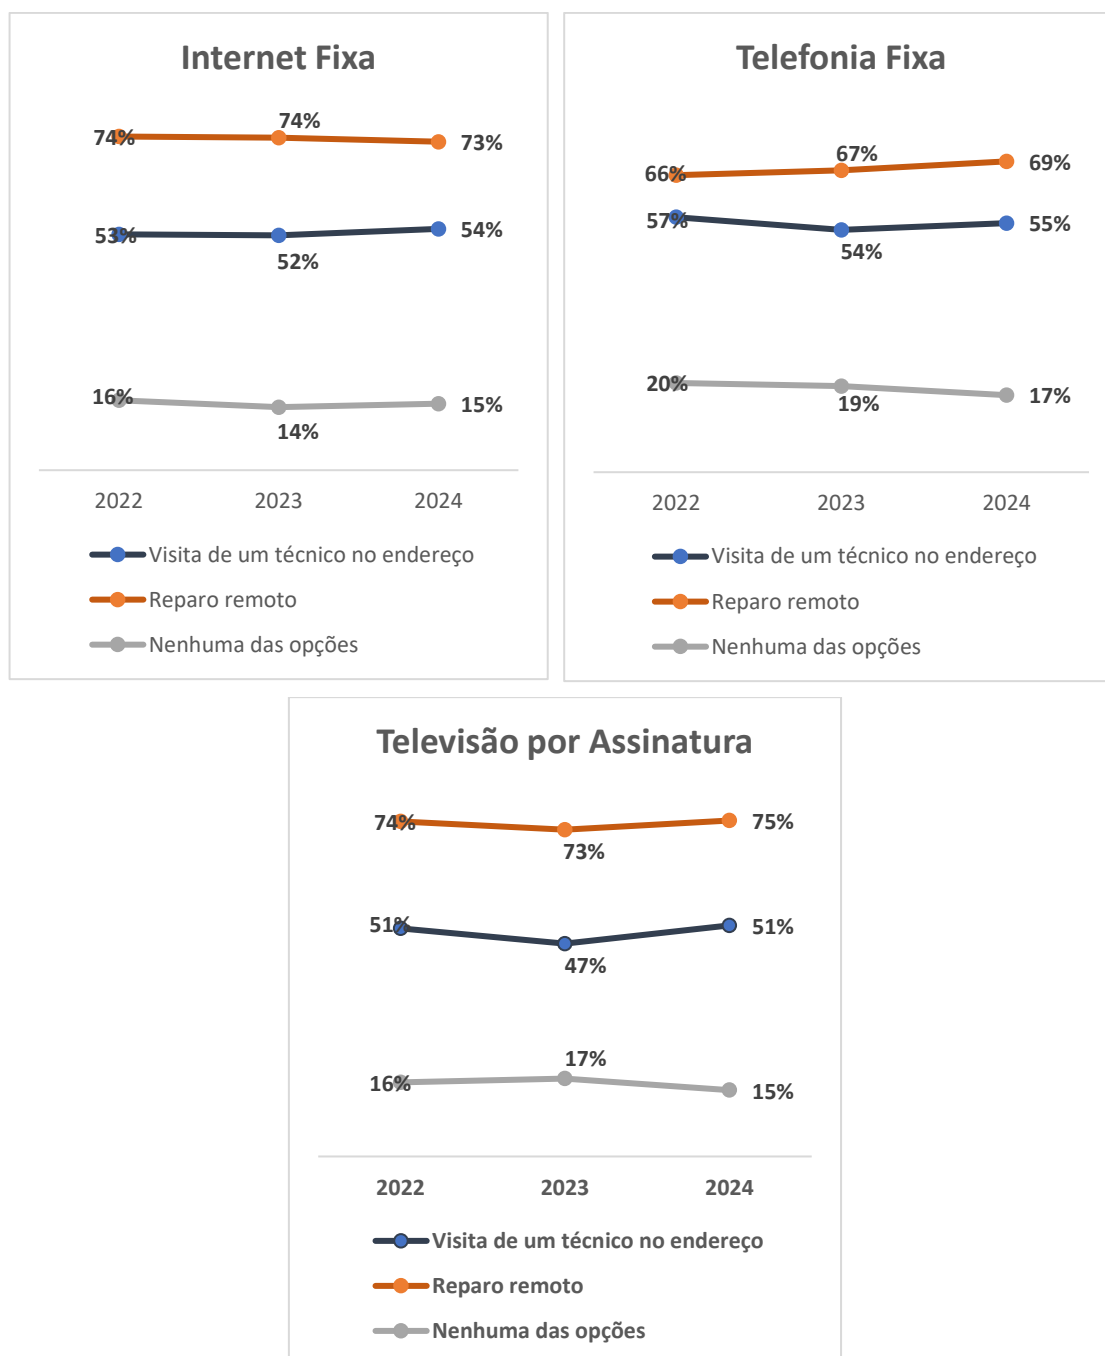 Internet Fixa
74%
74%
73%
53%
52%
54%
16%
14%
15%
2022 2023 2024
Visita de um técnico no endereço
Reparo remoto
Nenhuma das opções
Telefonia Fixa
66%
67%
69%
57%
54%
55%
20%
19%
17%
2022 2023 2024
Visita de um técnico no endereço
Reparo remoto
Nenhuma das opções
Televisão por Assinatura
74%
73%
75%
51%
47%
51%
16%
17%
15%
2022 2023 2024
Visita de um técnico no endereço
Reparo remoto
Nenhuma das opções